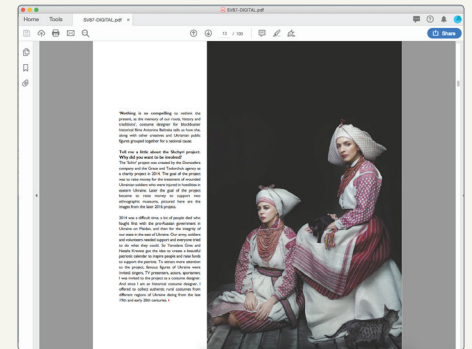 SV87-DIGITAL.pdf
Home Tools SV87-DIGITAL.pdf ×
12 / 100
Share
'Nothing is so compelling to rethink the
present, as the memory of our roots, history and
traditions', costume designer for blockbuster
historical films Antonina Belinska tells us how she,
along with other creatives and Ukrainian public
figures grouped together for a national cause.
Tell me a little about the Shchyri project.
Why did you want to be involved?
The 'Schiri' project was created by the Domosfera
company and the Gres and Todorchuk agency as
a charity project in 2014. The goal of the project
was to raise money for the treatment of wounded
Ukrainian soldiers who were injured in hostilities in
eastern Ukraine. Later the goal of the project
became to raise money to support new
ethnographic museums, pictured here are the
images from the later 2016 project.
2014 was a difficult time, a lot of people died who
fought first with the pro-Russian government in
Ukraine on Maidan, and then for the integrity of
our state in the east of Ukraine. Our army, soldiers
and volunteers needed support and everyone tried
to do what they could. So Yaroslava Gres and
Natalia Kravets got the idea to create a beautiful
patriotic calendar to inspire people and raise funds
to support the patriots. To attract more attention
to the project, famous figures of Ukraine were
invited; singers, TV presenters, actors, sportsmen;
I was invited to the project as a costume designer.
And since I am an historical costume designer, I
offered to collect authentic rural costumes from
different regions of Ukraine dating from the late
19th and early 20th centuries.